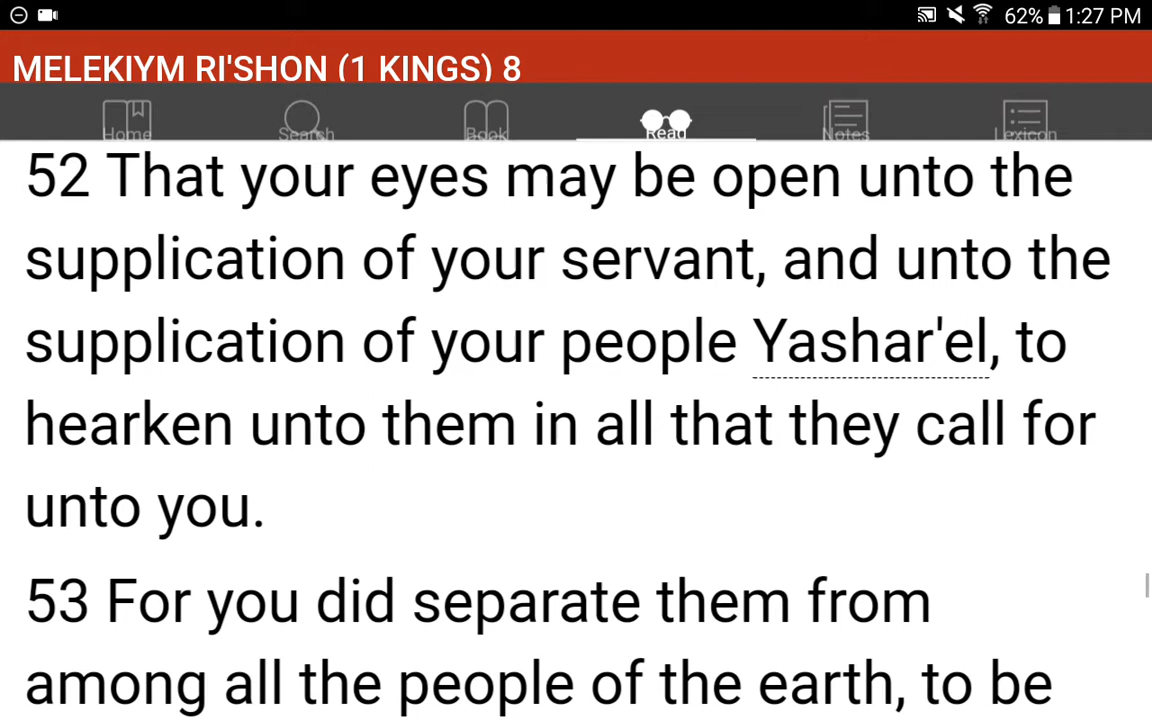 62% 1:27 PM
MELEKIYM RI'SHON (1 KINGS) 8
Home Search Book Read Notes Lexicon
52 That your eyes may be open unto the
supplication of your servant, and unto the
supplication of your people Yashar'el, to
hearken unto them in all that they call for
unto you.
53 For you did separate them from
among all the people of the earth, to be